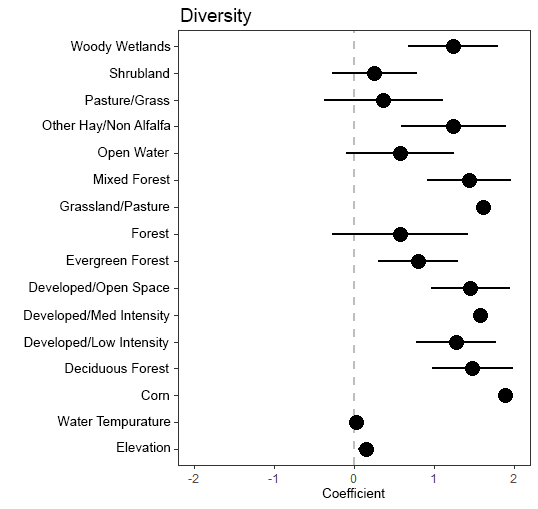 Diversity
Woody Wetlands
Shrubland
Pasture/Grass
Other Hay/Non Alfalfa
Open Water
Mixed Forest
Grassland/Pasture
Forest
Evergreen Forest
Developed/Open Space
Developed/Med Intensity
Developed/Low Intensity
Deciduous Forest
Corn
Water Tempurature
Elevation
-2 -1 0 1 2
Coefficient